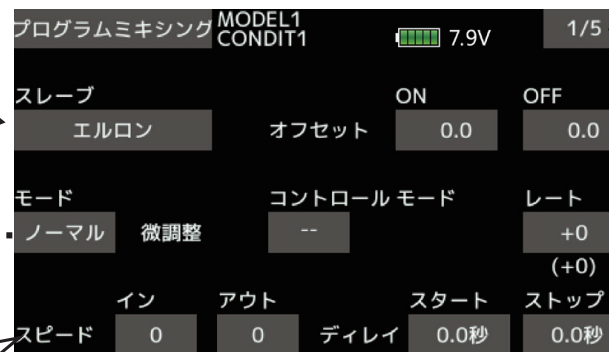 プログラムミキシング MODEL1 1/5
CONDIT1 7.9V
スレーブ ON OFF
エルロン オフセット 0.0 0.0
モード コントロール モード レート
ノーマル 微調整 -- +0
(+0)
イン アウト スタート ストップ
スピード 0 0 ディレイ 0.0秒 0.0秒